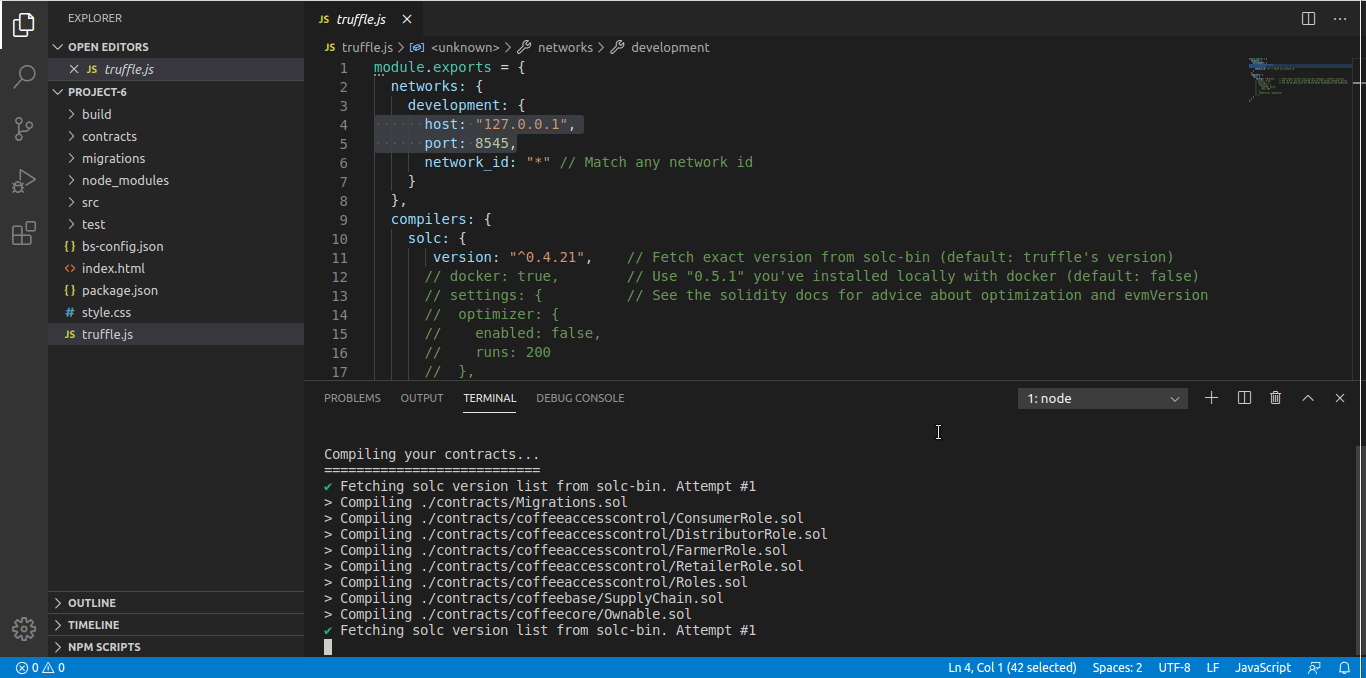 EXPLORER
OPEN EDITORS
JS truffle.js
PROJECT-6
build
contracts
migrations
node_modules
src
test
{} bs-config.json
<> index.html
{} package.json
# style.css
JS truffle.js
OUTLINE
TIMELINE
NPM SCRIPTS
JS truffle.js
JS truffle.js > <unknown> > networks > development
1 module.exports = {
2 networks: {
3 development: {
4 host: "127.0.0.1",
5 port: 8545,
6 network_id: "*" // Match any network id
7 }
8 },
9 compilers: {
10 solc: {
11 version: "^0.4.21", // Fetch exact version from solc-bin (default: truffle's version)
12 // docker: true, // Use "0.5.1" you've installed locally with docker (default: false)
13 // settings: { // See the solidity docs for advice about optimization and evmVersion
14 // optimizer: {
15 // enabled: false,
16 // runs: 200
17 // },
PROBLEMS OUTPUT TERMINAL DEBUG CONSOLE 1: node
Compiling your contracts...
===========================
✔ Fetching solc version list from solc-bin. Attempt #1
> Compiling ./contracts/Migrations.sol
> Compiling ./contracts/coffeeaccesscontrol/ConsumerRole.sol
> Compiling ./contracts/coffeeaccesscontrol/DistributorRole.sol
> Compiling ./contracts/coffeeaccesscontrol/FarmerRole.sol
> Compiling ./contracts/coffeeaccesscontrol/RetailerRole.sol
> Compiling ./contracts/coffeeaccesscontrol/Roles.sol
> Compiling ./contracts/coffeebase/SupplyChain.sol
> Compiling ./contracts/coffeecore/Ownable.sol
✔ Fetching solc version list from solc-bin. Attempt #1
0 0 Ln 4, Col 1 (42 selected) Spaces: 2 UTF-8 LF JavaScript